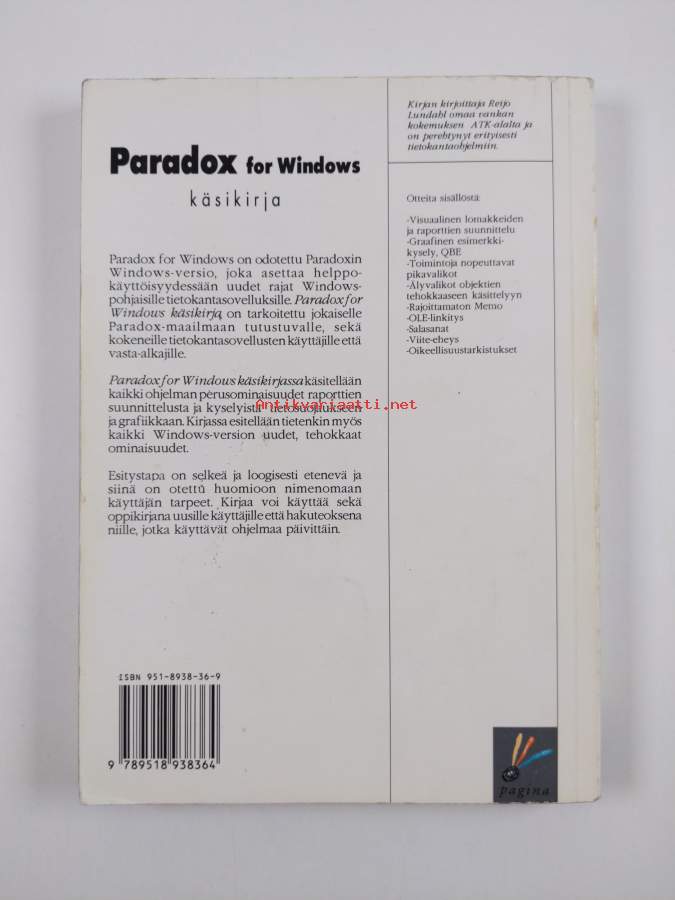 Paradox for Windows
käsikirja
Paradox for Windows on odotettu Paradoxin
Windows-versio, joka asettaa helppo-
käyttöisyydessään uudet rajat Windows-
pohjaisille tietokantasovelluksille. Paradox for
Windows käsikirja, on tarkoitettu jokaiselle
Paradox-maailmaan tutustuvalle, sekä
kokeneille tietokantasovellusten käyttäjille että
vasta-alkajille.
Paradox for Windows käsikirjassa käsitellään
kaikki ohjelman perusominaisuudet raporttien
suunnittelusta ja kyselyistä tietosuojaukseen
ja grafiikkaan. Kirjassa esitellään tietenkin myös
kaikki Windows-version uudet, tehokkaat
ominaisuudet.
Esitystapa on selkeä ja loogisesti etenevä ja
siinä on otettu huomioon nimenomaan
käyttäjän tarpeet. Kirjaa voi käyttää sekä
oppikirjana uusille käyttäjille että hakuteoksena
niille, jotka käyttävät ohjelmaa päivittäin.
Kirjan kirjoittaja Reijo
Lundahl omaa vankan
kokemuksen ATK-alalta ja
on perehtynyt erityisesti
tietokantaohjelmiin.
Otteita sisällöstä:
-Visuaalinen lomakkeiden
ja raporttien suunnittelu
-Graafinen esimerkki-
kysely, QBE
-Toimintoja nopeuttavat
pikavalikot
-Älyvalikot objektien
tehokkaaseen käsittelyyn
-Rajoittamaton Memo
-OLE-linkitys
-Salasanat
-Viite-eheys
-Oikeellisuustarkistukset
Antikvariaatti.net
ISBN 951-8938-36-9
9 789518 938364
pagina